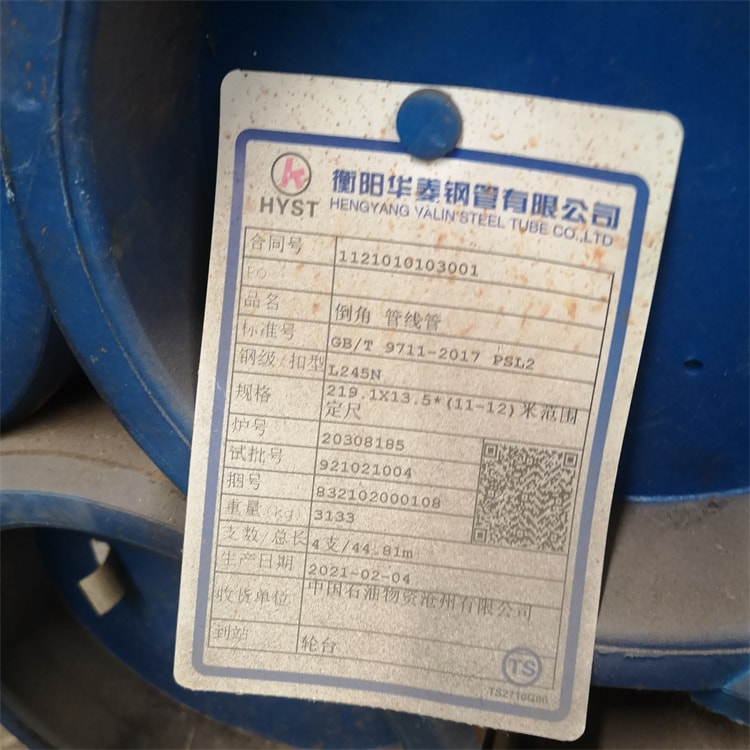 HYST
衡阳华菱钢管有限公司
HENGYANG VALIN STEEL TUBE CO.,LTD
合同号 1121010103001
PO
品名 倒角 管线管
标准号 GB/T 9711-2017 PSL2
钢级/扣型 L245N
规格 219.1X13.5*(11-12)米范围
定尺
炉号 20308185
试批号 921021004
捆号 832102000108
重量(kg) 3133
支数/总长 4支/44.81m
生产日期 2021-02-04
收货单位 中国石油物资沧州有限公司
到站 轮台
TS